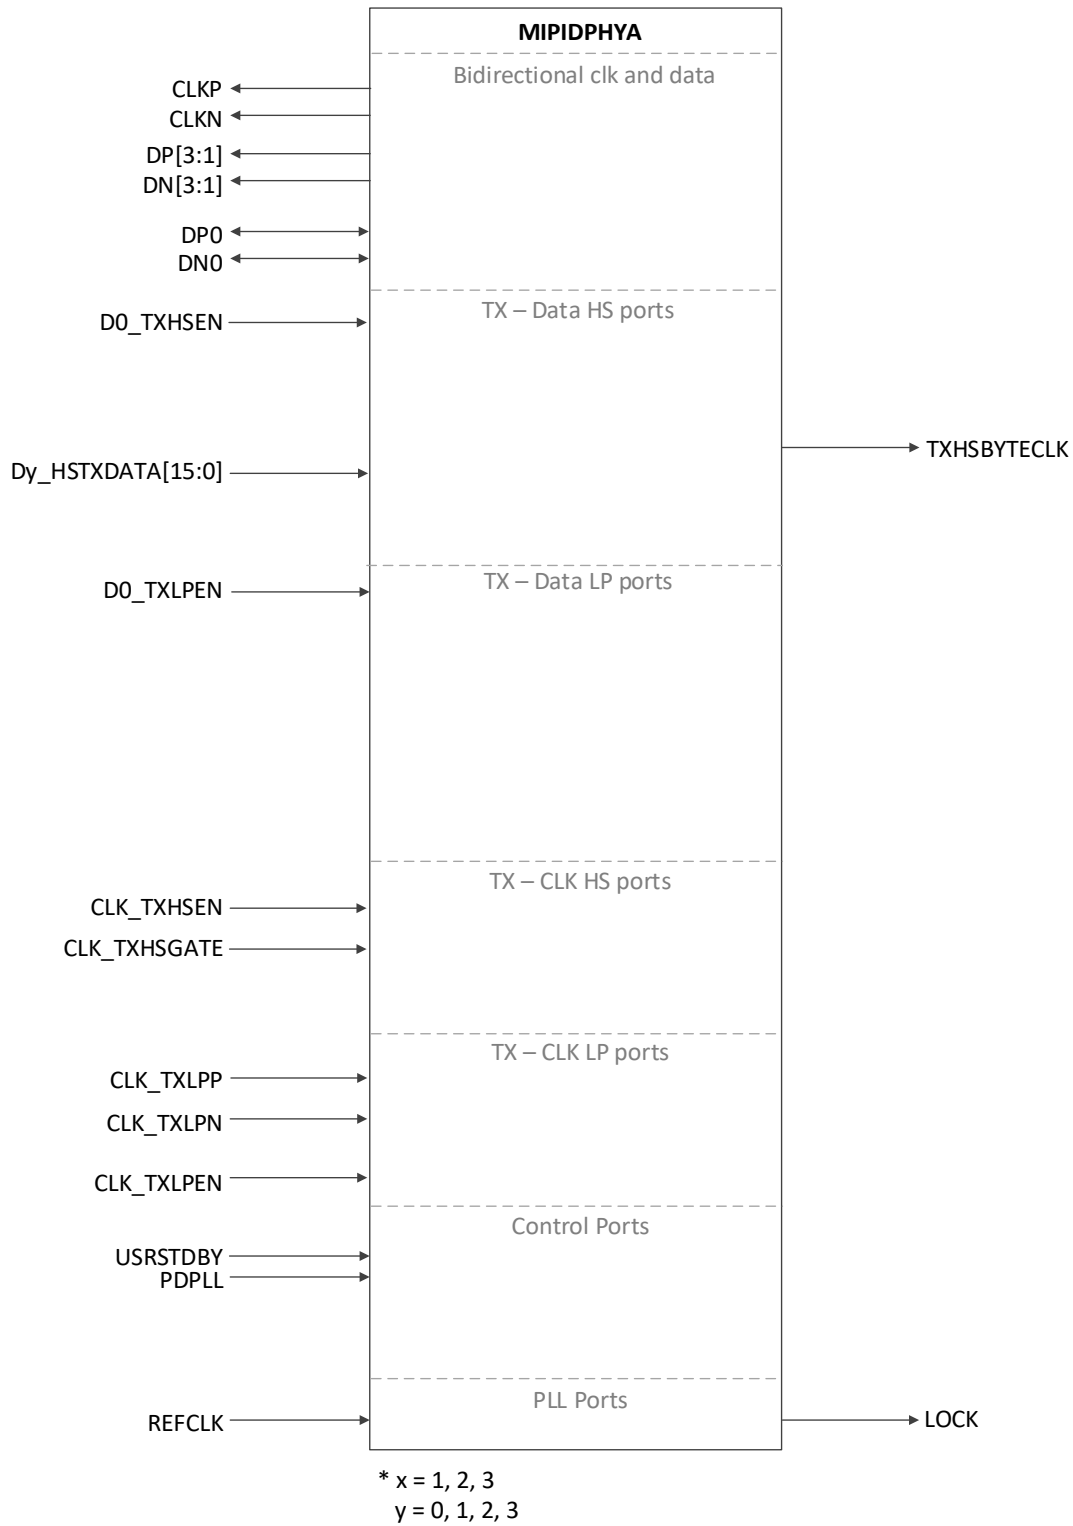 MIPIDPHYA
Bidirectional clk and data
CLKP
CLKN
DP[3:1]
DN[3:1]
DP0
DN0
TX – Data HS ports
D0_TXHSEN
TXHSBYTECLK
Dy_HSTXDATA[15:0]
TX – Data LP ports
D0_TXLPEN
TX – CLK HS ports
CLK_TXHSEN
CLK_TXHSGATE
TX – CLK LP ports
CLK_TXLPP
CLK_TXLPN
CLK_TXLPEN
Control Ports
USRSTDBY
PDPLL
PLL Ports
REFCLK
LOCK
* x = 1, 2, 3
y = 0, 1, 2, 3